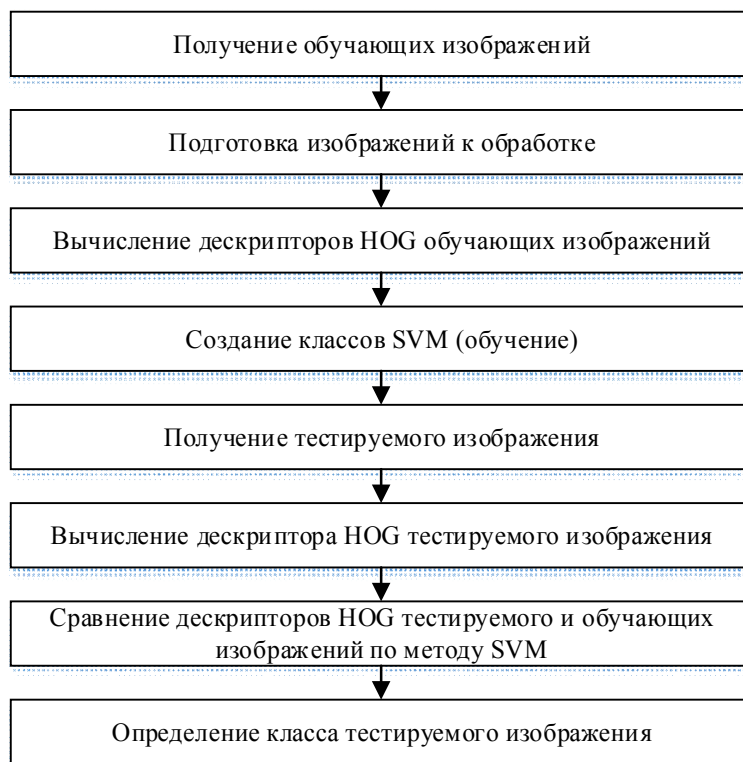 Получение обучающих изображений
Подготовка изображений к обработке
Вычисление дескрипторов HOG обучающих изображений
Создание классов SVM (обучение)
Получение тестируемого изображения
Вычисление дескриптора HOG тестируемого изображения
Сравнение дескрипторов HOG тестируемого и обучающих
изображений по методу SVM
Определение класса тестируемого изображения